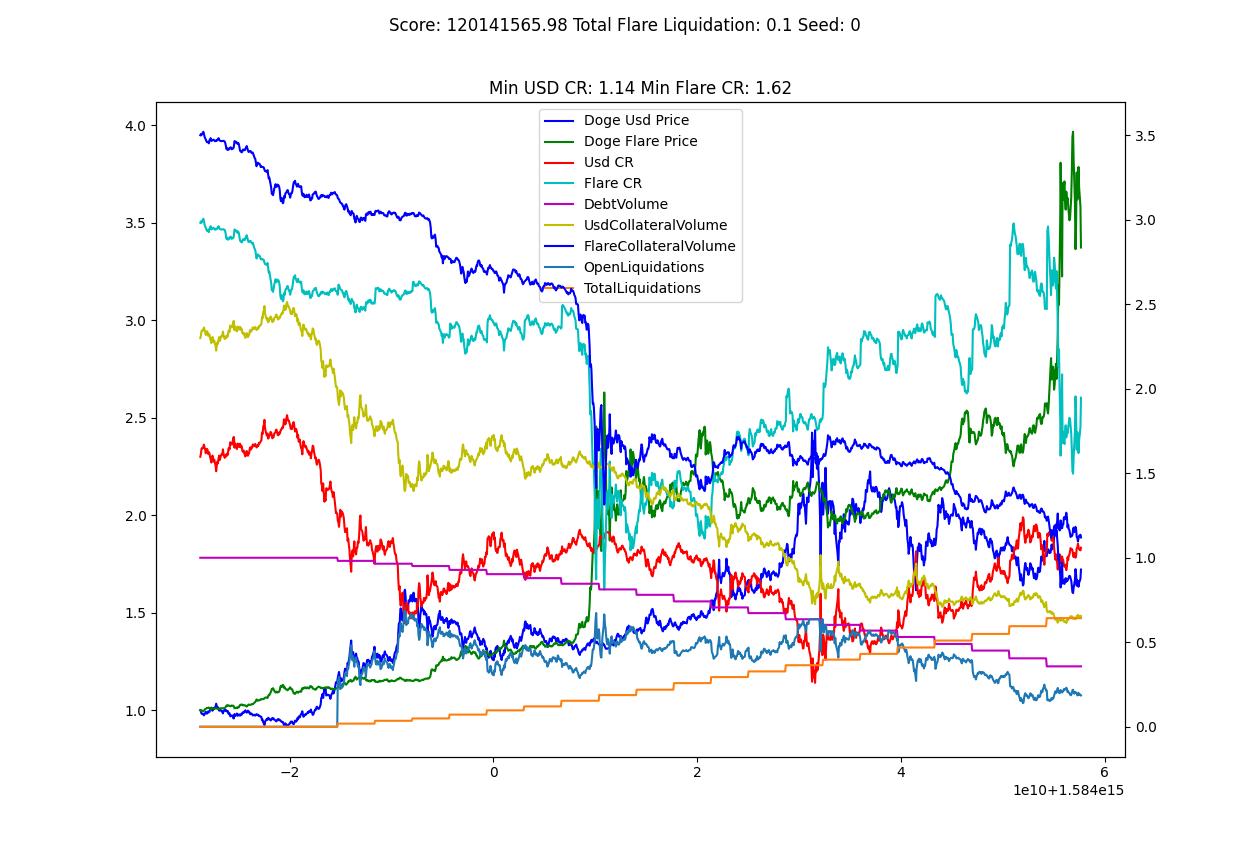 Score: 120141565.98 Total Flare Liquidation: 0.1 Seed: 0
Min USD CR: 1.14 Min Flare CR: 1.62
Doge Usd Price
Doge Flare Price
Usd CR
Flare CR
DebtVolume
UsdCollateralVolume
FlareCollateralVolume
OpenLiquidations
TotalLiquidations
4.0
3.5
3.0
2.5
2.0
1.5
1.0
3.5
3.0
2.5
2.0
1.5
1.0
0.5
0.0
−2 0 2 4 6
1e10+1.584e15